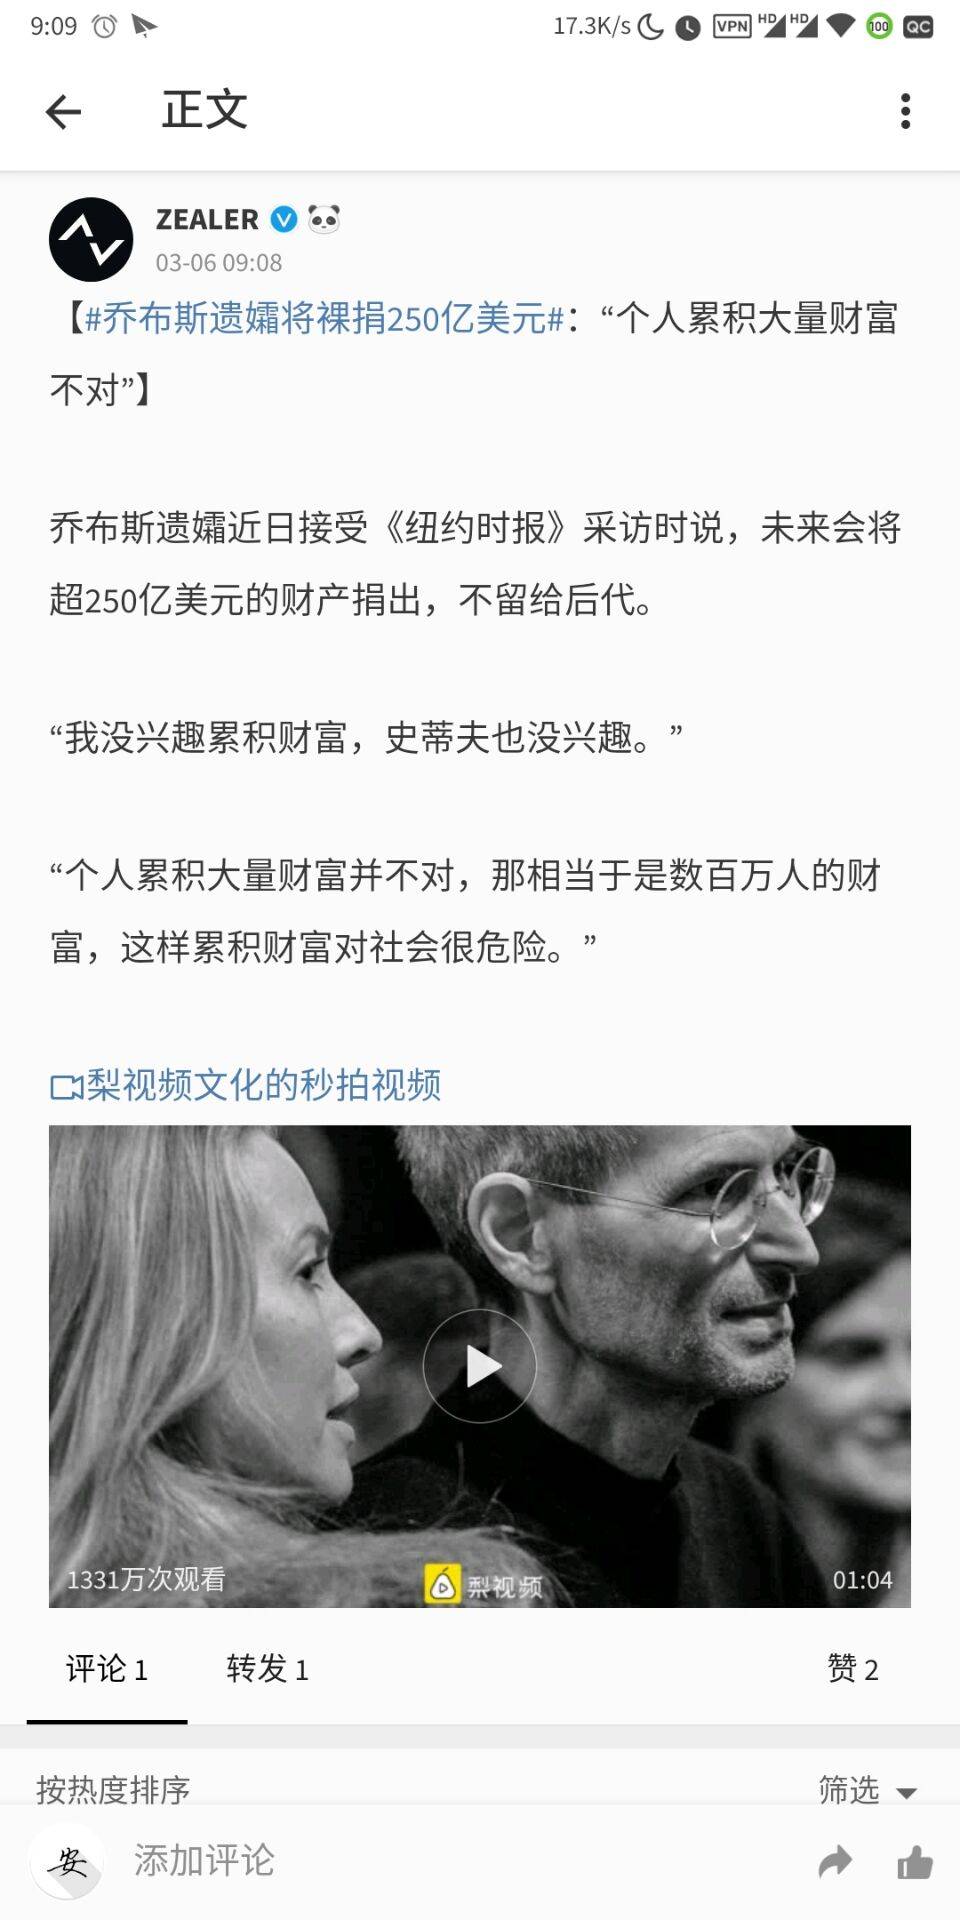 9:09 17.3K/s VPN HD HD 100 QC
正文
ZEALER
03-06 09:08
【#乔布斯遗孀将裸捐250亿美元#：“个人累积大量财富
不对”】
乔布斯遗孀近日接受《纽约时报》采访时说，未来会将
超250亿美元的财产捐出，不留给后代。
“我没兴趣累积财富，史蒂夫也没兴趣。”
“个人累积大量财富并不对，那相当于是数百万人的财
富，这样累积财富对社会很危险。”
梨视频文化的秒拍视频
1331万次观看 梨视频 01:04
评论 1 转发 1 赞 2
按热度排序 筛选
安 添加评论